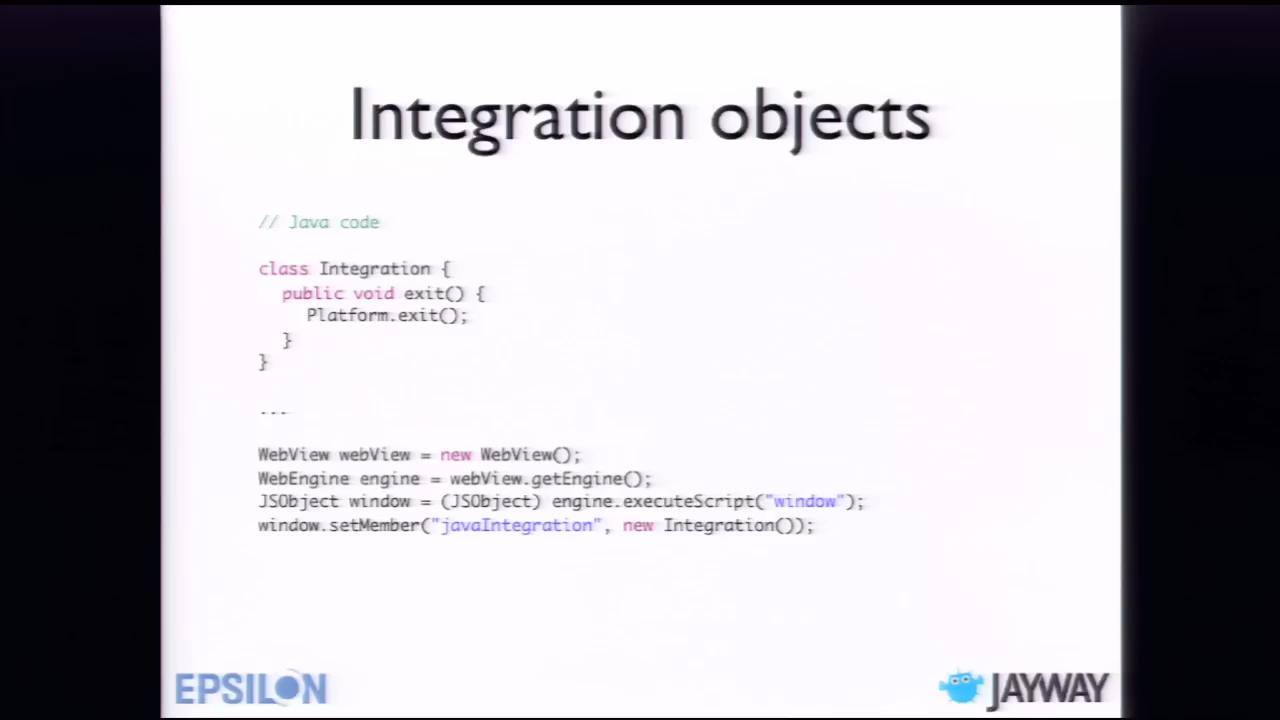 Integration objects
// Java code
class Integration {
public void exit() {
Platform.exit();
}
}
...
WebView webView = new WebView();
WebEngine engine = webView.getEngine();
JSObject window = (JSObject) engine.executeScript("window");
window.setMember("javaIntegration", new Integration());
EPSILON
JAYWAY